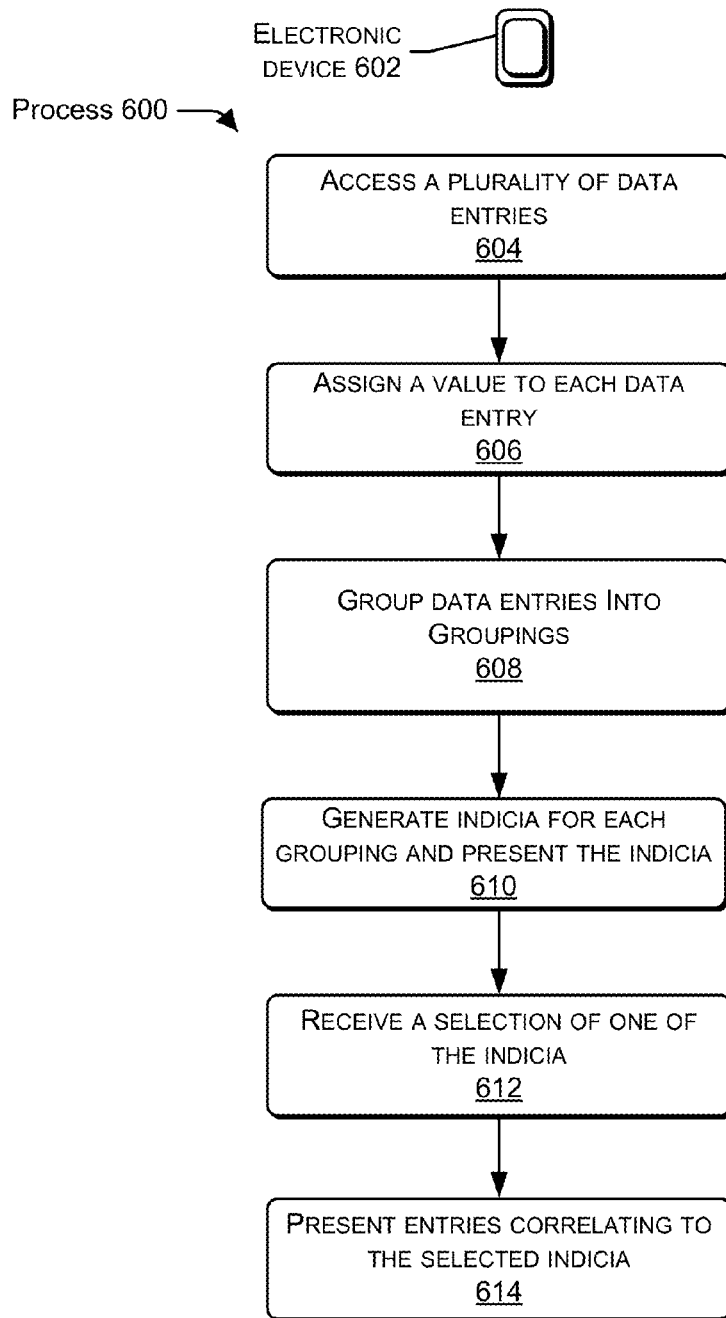 ELECTRONIC
DEVICE 602
Process 600
ACCESS A PLURALITY OF DATA
ENTRIES
604
ASSIGN A VALUE TO EACH DATA
ENTRY
606
GROUP DATA ENTRIES INTO
GROUPINGS
608
GENERATE INDICIA FOR EACH
GROUPING AND PRESENT THE INDICIA
610
RECEIVE A SELECTION OF ONE OF
THE INDICIA
612
PRESENT ENTRIES CORRELATING TO
THE SELECTED INDICIA
614